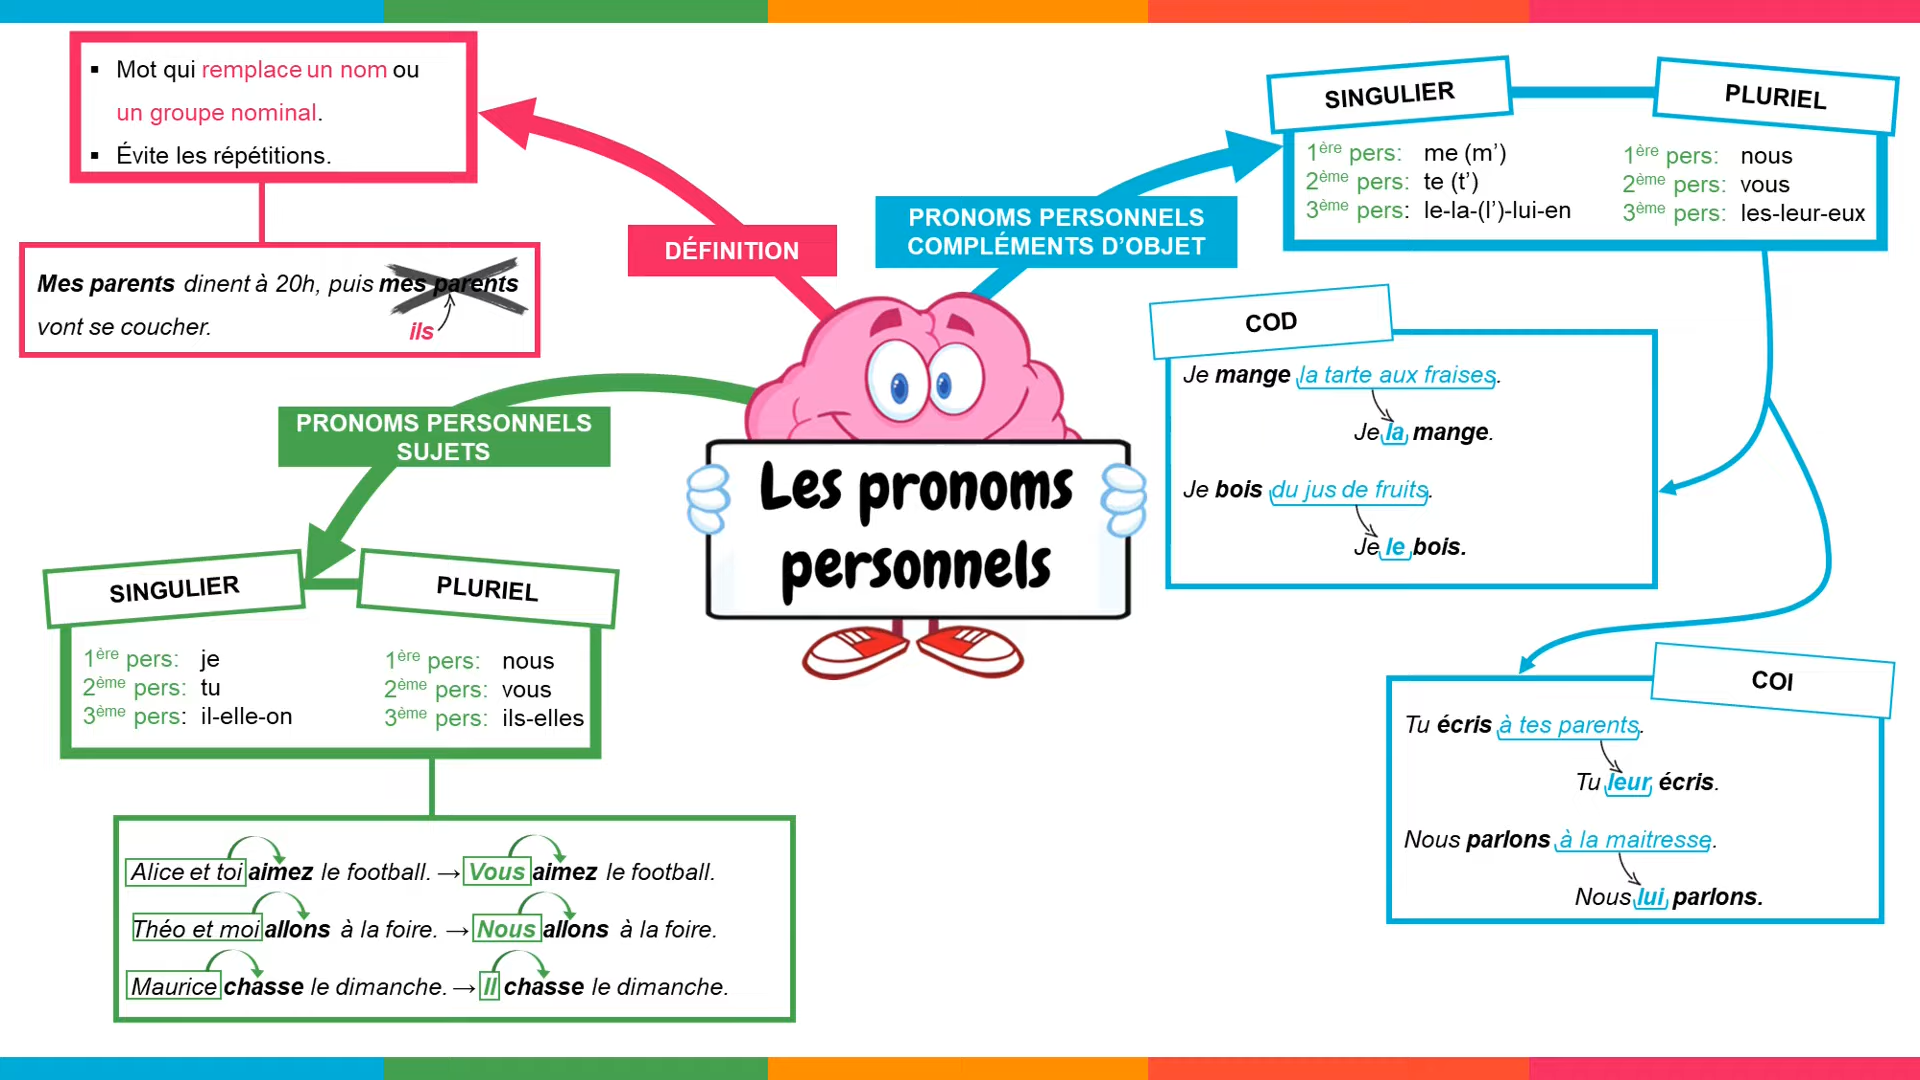 ▪ Mot qui remplace un nom ou
un groupe nominal.
▪ Évite les répétitions.
Mes parents dinent à 20h, puis mes parents
vont se coucher.
ils
DÉFINITION
PRONOMS PERSONNELS
COMPLÉMENTS D’OBJET
SINGULIER
1ère pers: me (m’)
2ème pers: te (t’)
3ème pers: le-la-(l’)-lui-en
PLURIEL
1ère pers: nous
2ème pers: vous
3ème pers: les-leur-eux
COD
Je mange la tarte aux fraises.
Je la mange.
Je bois du jus de fruits.
Je le bois.
COI
Tu écris à tes parents.
Tu leur écris.
Nous parlons à la maitresse.
Nous lui parlons.
Les pronoms
personnels
PRONOMS PERSONNELS
SUJETS
SINGULIER
1ère pers: je
2ème pers: tu
3ème pers: il-elle-on
PLURIEL
1ère pers: nous
2ème pers: vous
3ème pers: ils-elles
Alice et toi aimez le football. → Vous aimez le football.
Théo et moi allons à la foire. → Nous allons à la foire.
Maurice chasse le dimanche. → Il chasse le dimanche.